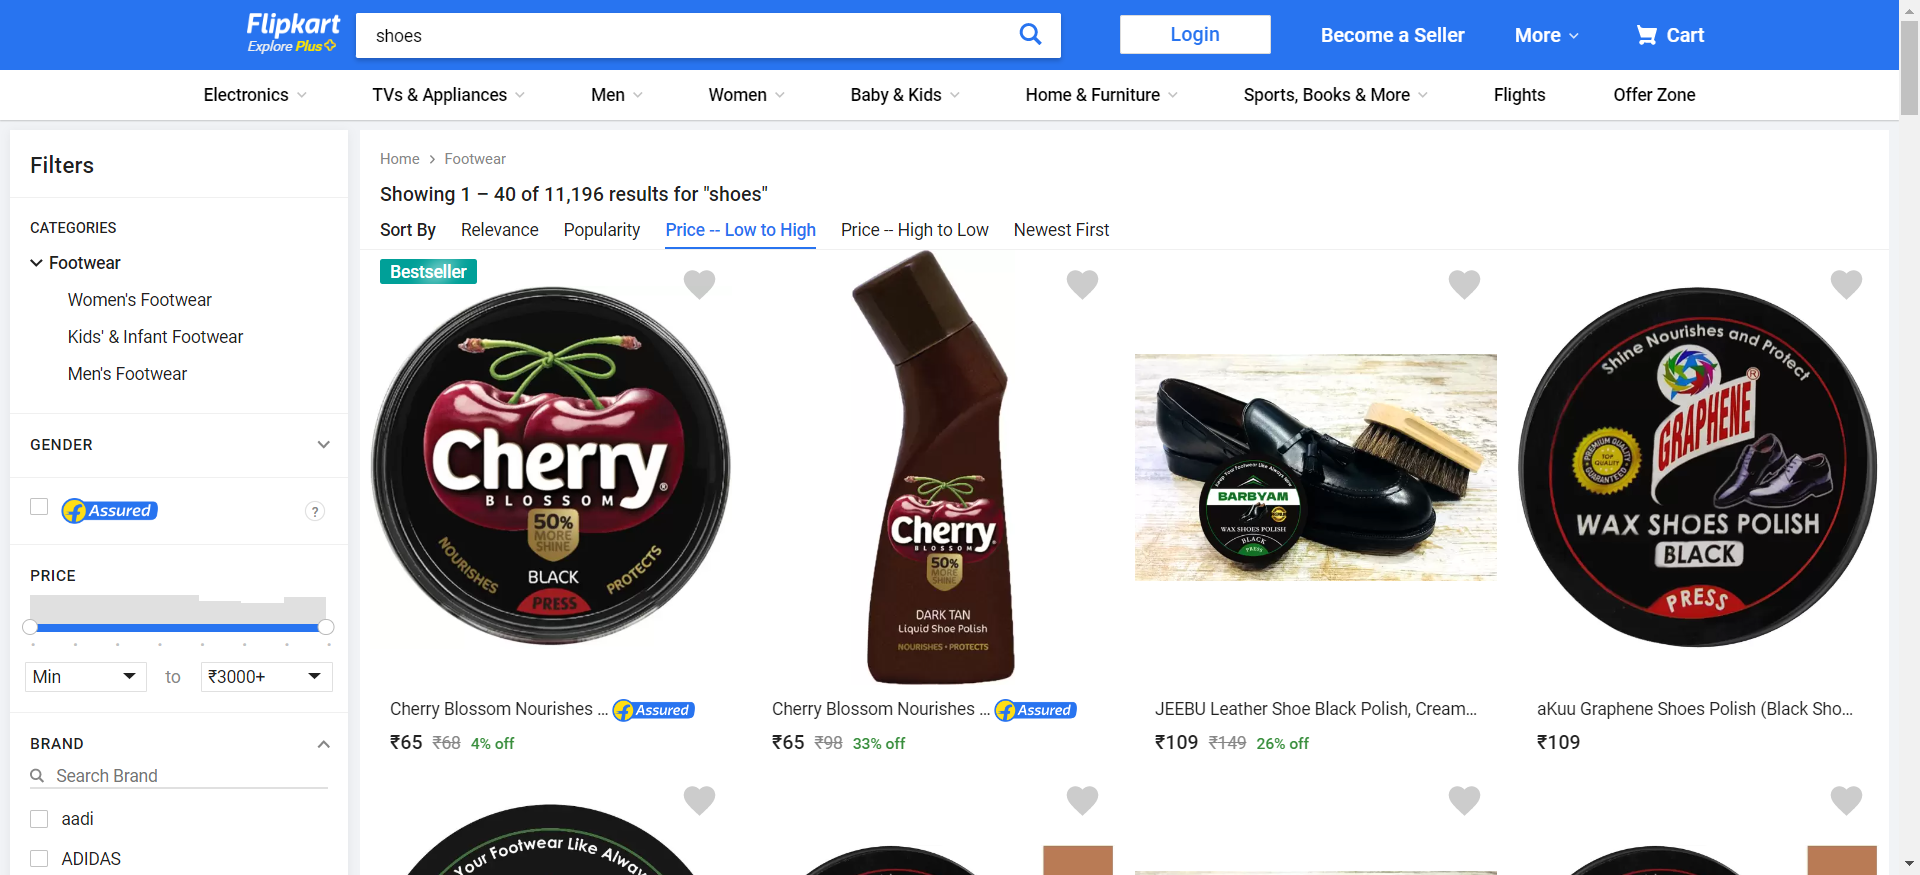 Flipkart
Explore Plus
shoes
Login
Become a Seller
More
Cart
Electronics
TVs & Appliances
Men
Women
Baby & Kids
Home & Furniture
Sports, Books & More
Flights
Offer Zone
Filters
CATEGORIES
Footwear
Women's Footwear
Kids' & Infant Footwear
Men's Footwear
GENDER
Assured
?
PRICE
Min
to
₹3000+
BRAND
Search Brand
aadi
ADIDAS
Home
Footwear
Showing 1 – 40 of 11,196 results for "shoes"
Sort By
Relevance
Popularity
Price -- Low to High
Price -- High to Low
Newest First
Bestseller
Cherry®
BLOSSOM
50%
MORE
SHINE
NOURISHES
PROTECTS
BLACK
PRESS
Cherry
BLOSSOM
50%
MORE
SHINE
DARK TAN
Liquid Shoe Polish
NOURISHES • PROTECTS
Keep Your Footwear Like Always New
BARBYAM
WAX SHOES POLISH
BLACK
PRESS
Shine Nourishes and Protect
GRAPHENE®
PREMIUM QUALITY
TOP
QUALITY
GUARANTEED
WAX SHOES POLISH
BLACK
PRESS
Cherry Blossom Nourishes ...
Assured
₹65 ₹68 4% off
Cherry Blossom Nourishes ...
Assured
₹65 ₹98 33% off
JEEBU Leather Shoe Black Polish, Cream...
₹109 ₹149 26% off
aKuu Graphene Shoes Polish (Black Sho...
₹109
Your Footwear Like Alway